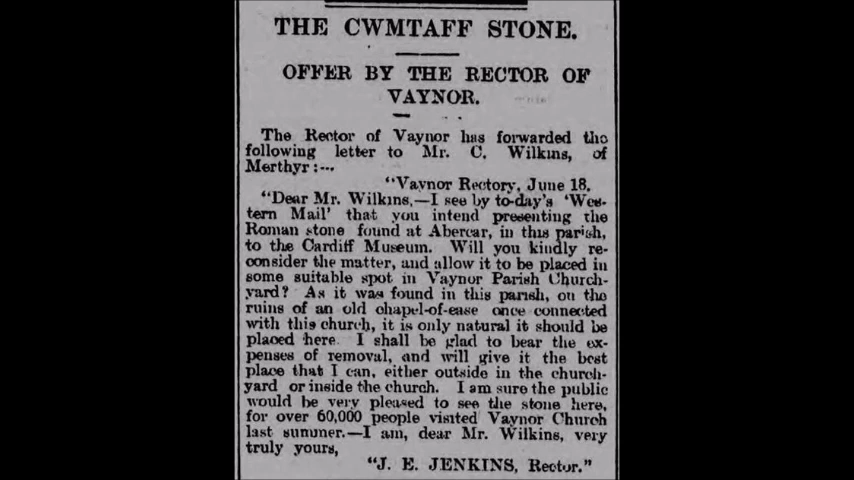 THE CWMTAFF STONE.
OFFER BY THE RECTOR OF
VAYNOR.
The Rector of Vaynor has forwarded the
following letter to Mr. C. Wilkins, of
Merthyr:—
"Vaynor Rectory, June 18.
"Dear Mr. Wilkins,—I see by to-day's 'Wes-
tern Mail' that you intend presenting the
Roman stone found at Abercar, in this parish,
to the Cardiff Museum. Will you kindly re-
consider the matter, and allow it to be placed in
some suitable spot in Vaynor Parish Church-
yard? As it was found in this parish, on the
ruins of an old chapel-of-ease once connected
with this church, it is only natural it should be
placed here. I shall be glad to bear the ex-
penses of removal, and will give it the best
place that I can, either outside in the church-
yard or inside the church. I am sure the public
would be very pleased to see the stone here,
for over 60,000 people visited Vaynor Church
last summer.—I am, dear Mr. Wilkins, very
truly yours,
"J. E. JENKINS, Rector."